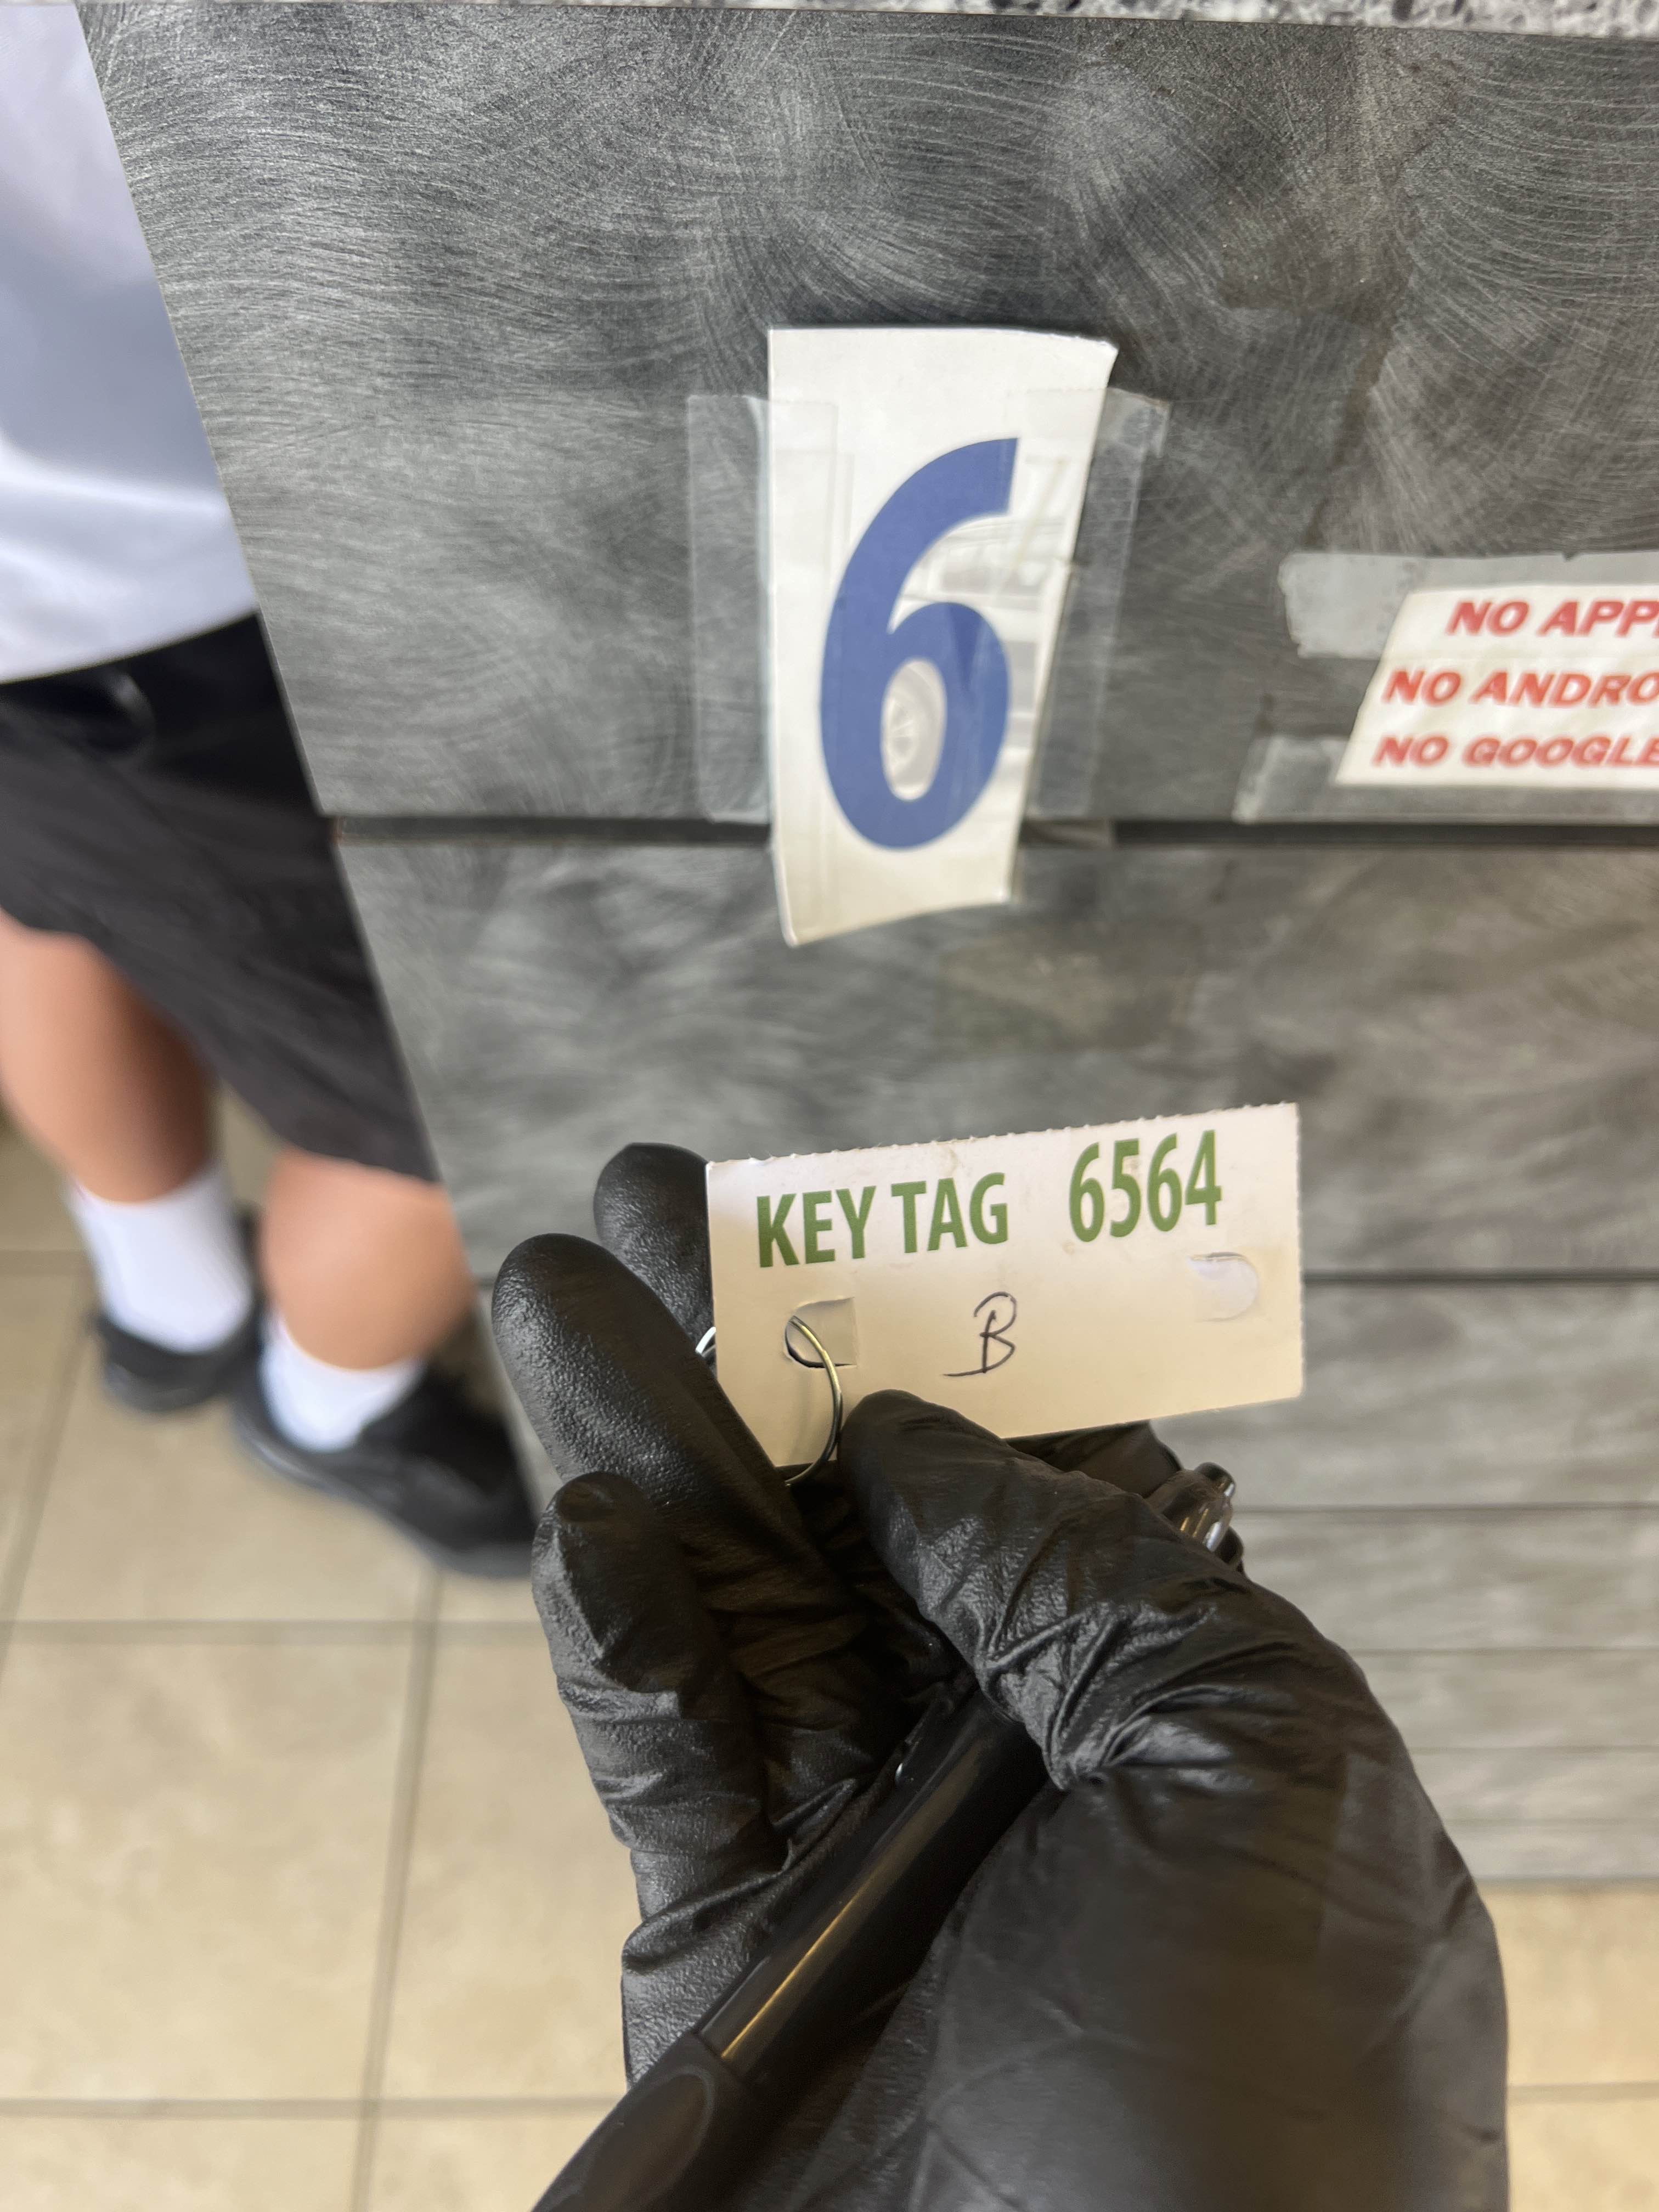 6
NO APP
NO ANDRO
NO GOOGLE
KEY TAG 6564
B